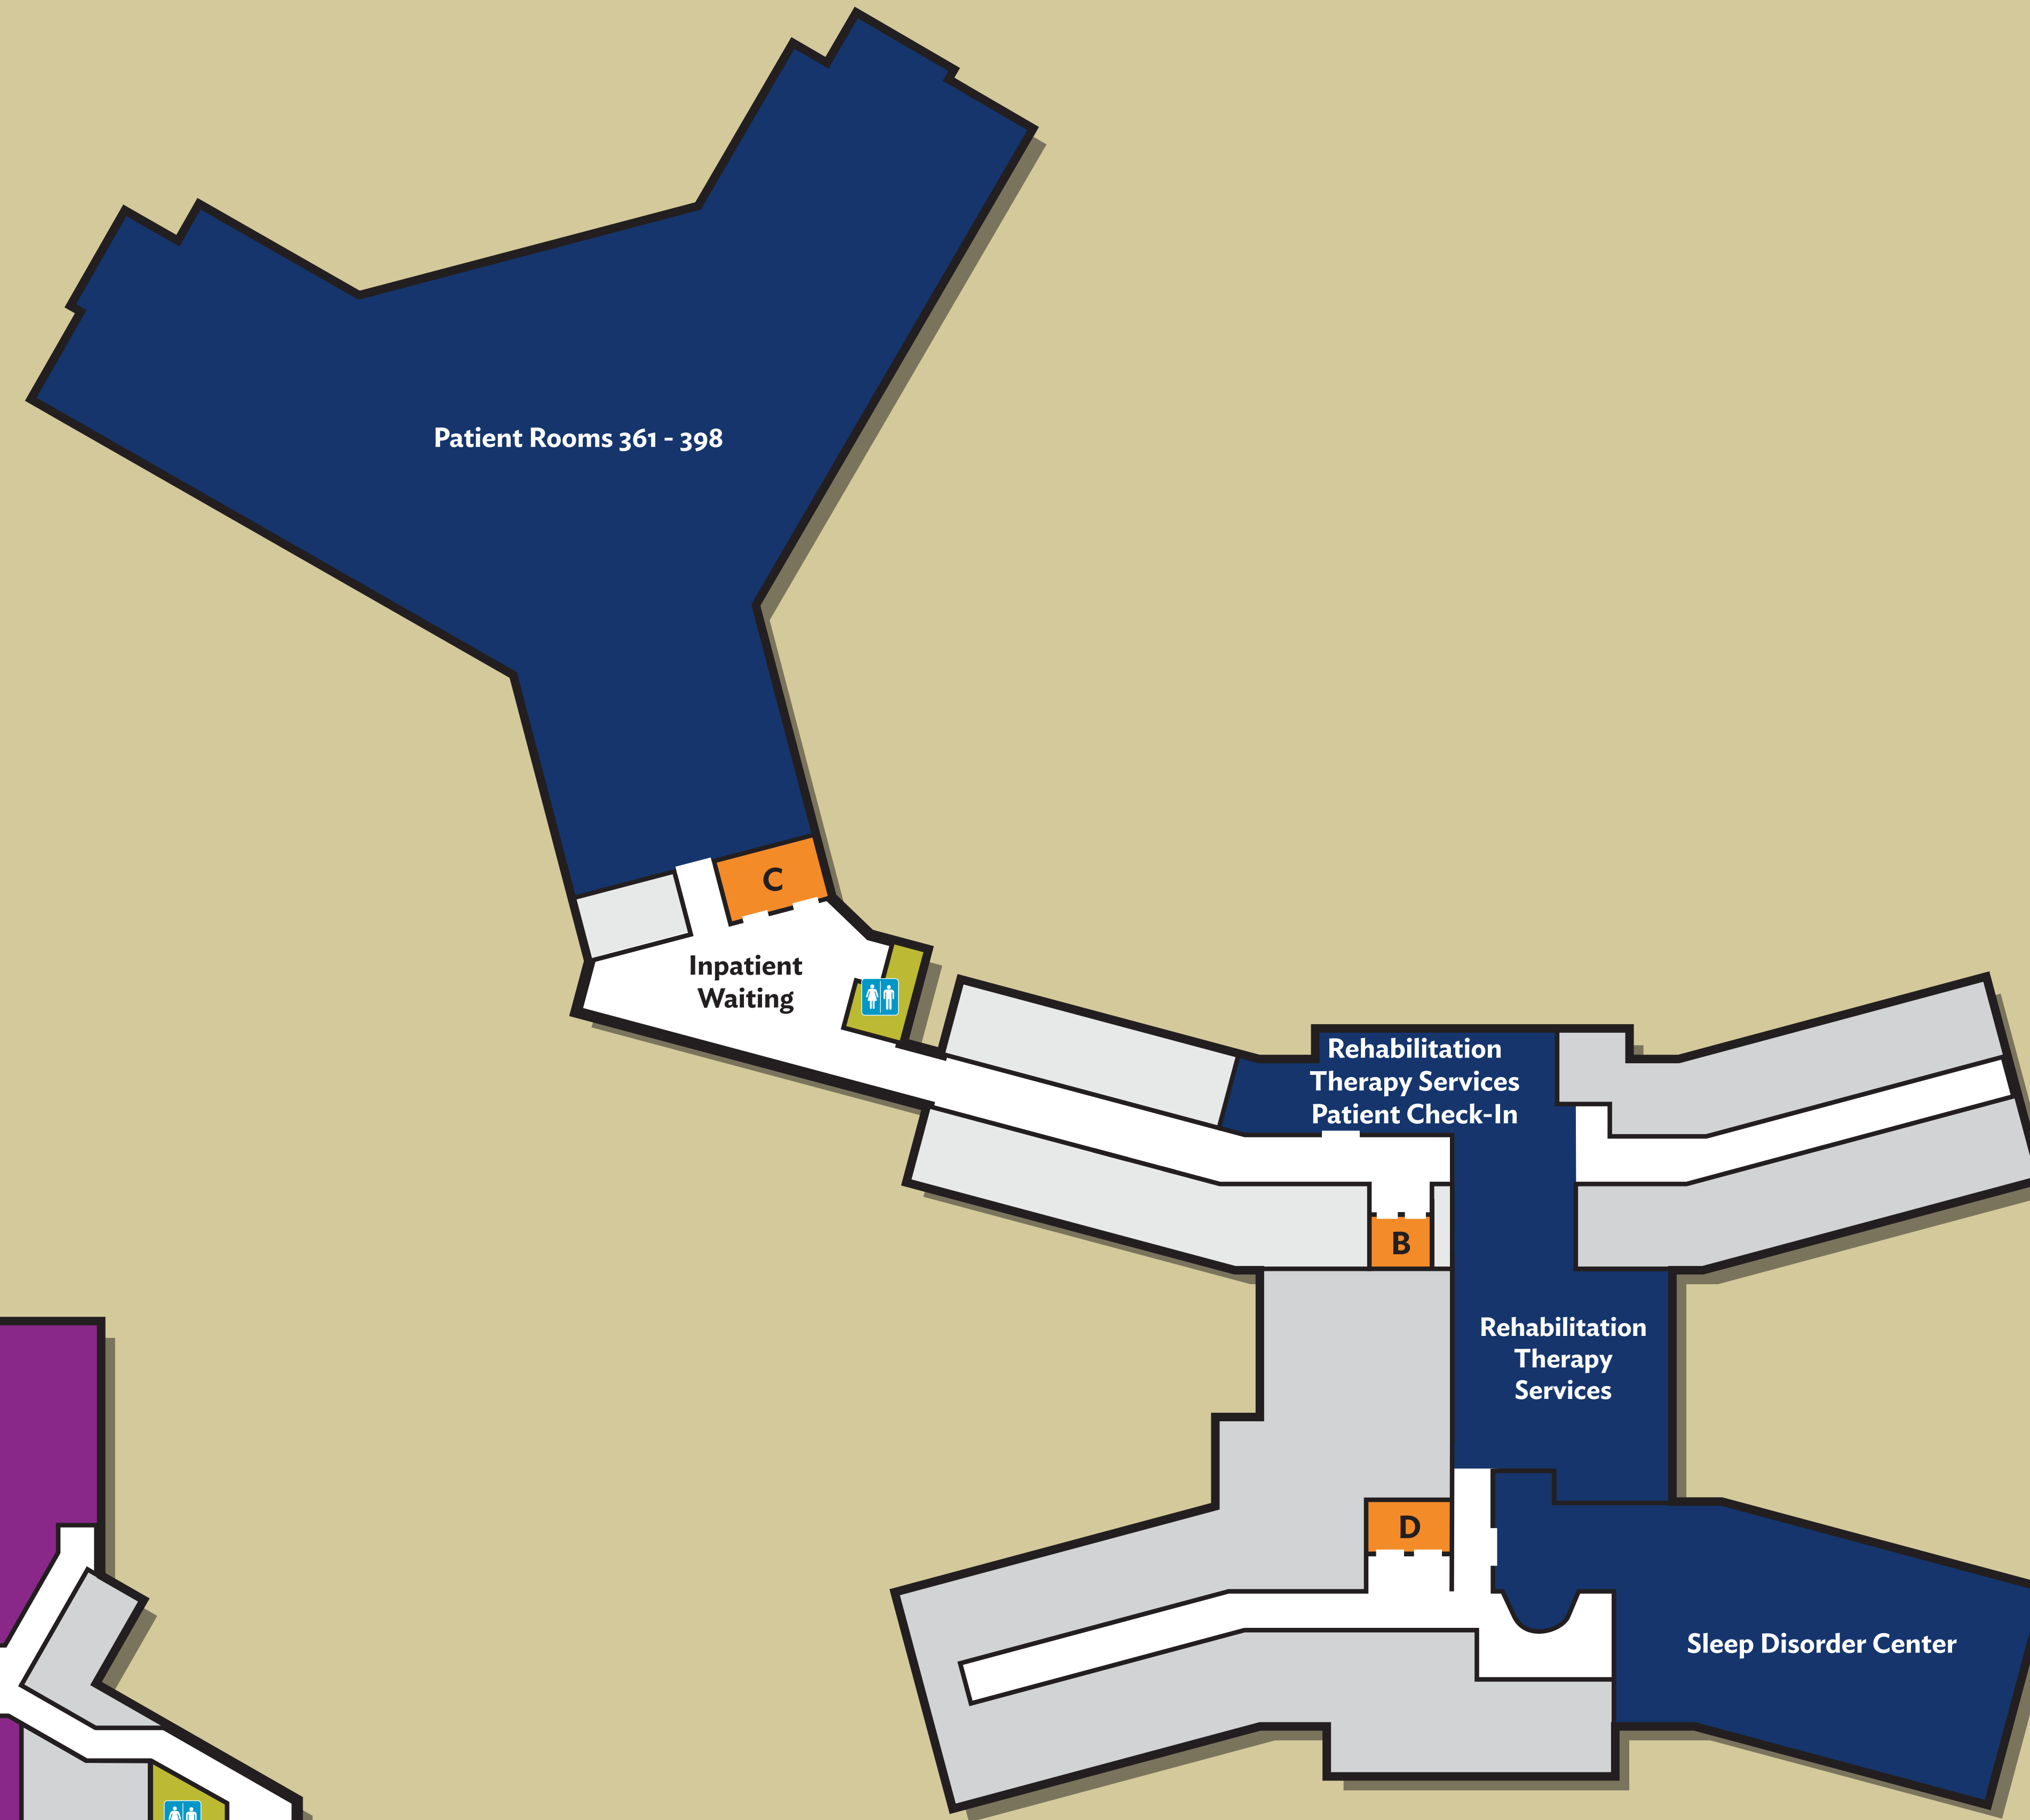 Patient Rooms 361 - 398
C
Inpatient
Waiting
Rehabilitation
Therapy Services
Patient Check-In
B
Rehabilitation
Therapy
Services
D
Sleep Disorder Center